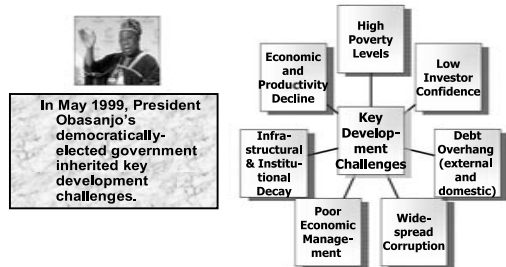 In May 1999, President
Obasanjo's
democratically-
elected government
inherited key
development
challenges.
High
Poverty
Levels
Economic
and
Productivity
Decline
Low
Investor
Confidence
Key
Develop-
ment
Challenges
Infra-
structural
& Institu-
tional
Decay
Debt
Overhang
(external
and
domestic)
Poor
Economic
Manage-
ment
Wide-
spread
Corruption